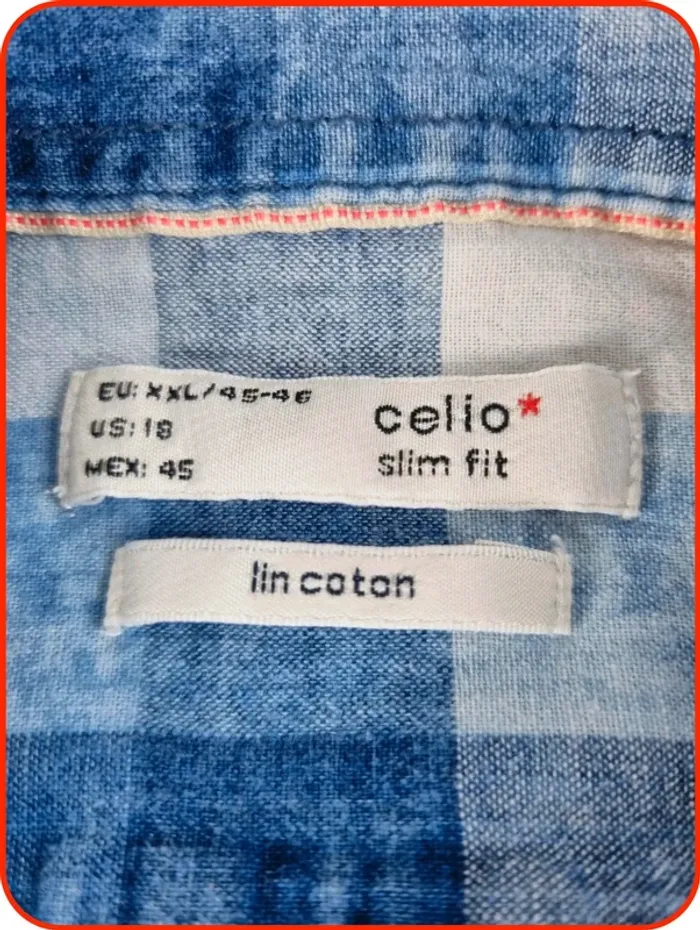 EU: XXL/45-46
US: 18
MEX: 45
celio*
slim fit
lin coton